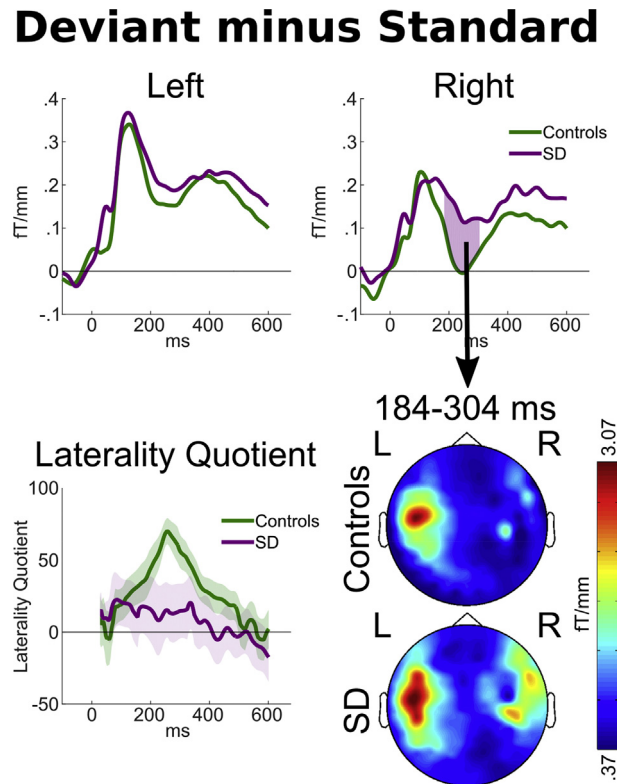 Deviant minus Standard
Left
.4
.3
.2
.1
0
-.1
fT/mm
0 200 400 600
ms
Right
.4
.3
.2
.1
0
-.1
fT/mm
Controls
SD
0 200 400 600
ms
184-304 ms
Laterality Quotient
100
50
0
-50
Laterality Quotient
Controls
SD
0 200 400 600
ms
L R
Controls
L R
SD
3.07
fT/mm
.37